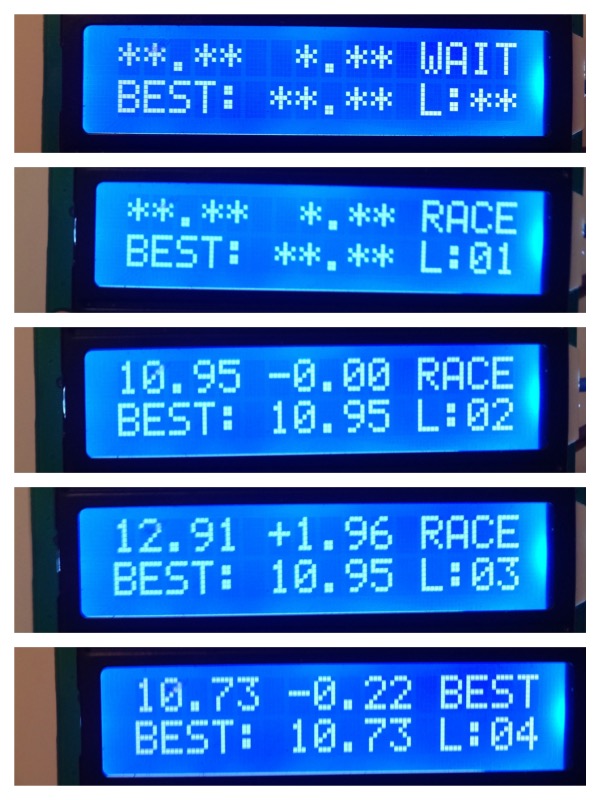 **.** *.** WAIT
BEST: **.** L:**
**.** *.** RACE
BEST: **.** L:01
10.95 -0.00 RACE
BEST: 10.95 L:02
12.91 +1.96 RACE
BEST: 10.95 L:03
10.73 -0.22 BEST
BEST: 10.73 L:04